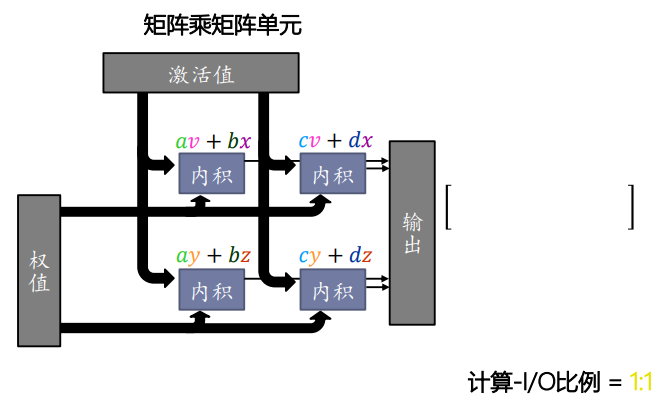 矩阵乘矩阵单元
激活值
av + bx
cv + dx
内积
内积
权值
输出
[ ]
ay + bz
cy + dz
内积
内积
计算-I/O比例 = 1:1